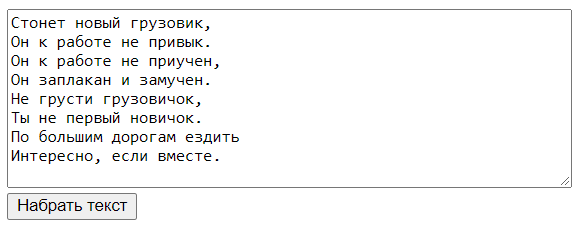 Стонет новый грузовик,
Он к работе не привык.
Он к работе не приучен,
Он заплакан и замучен.
Не грусти грузовичок,
Ты не первый новичок.
По большим дорогам ездить
Интересно, если вместе.
Набрать текст